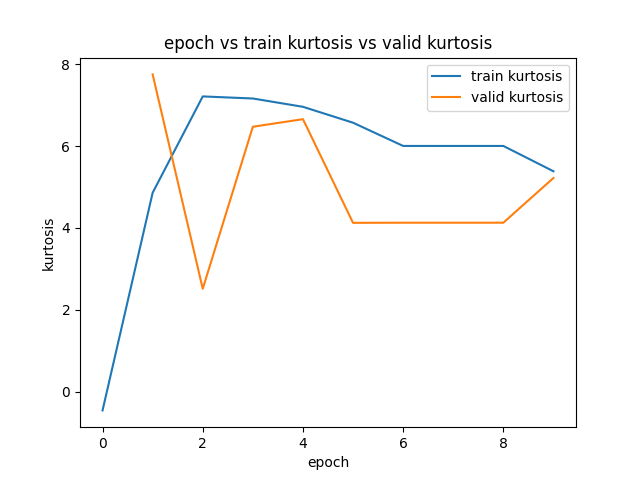 epoch vs train kurtosis vs valid kurtosis
train kurtosis
valid kurtosis
kurtosis
8
6
4
2
0
0 2 4 6 8
epoch